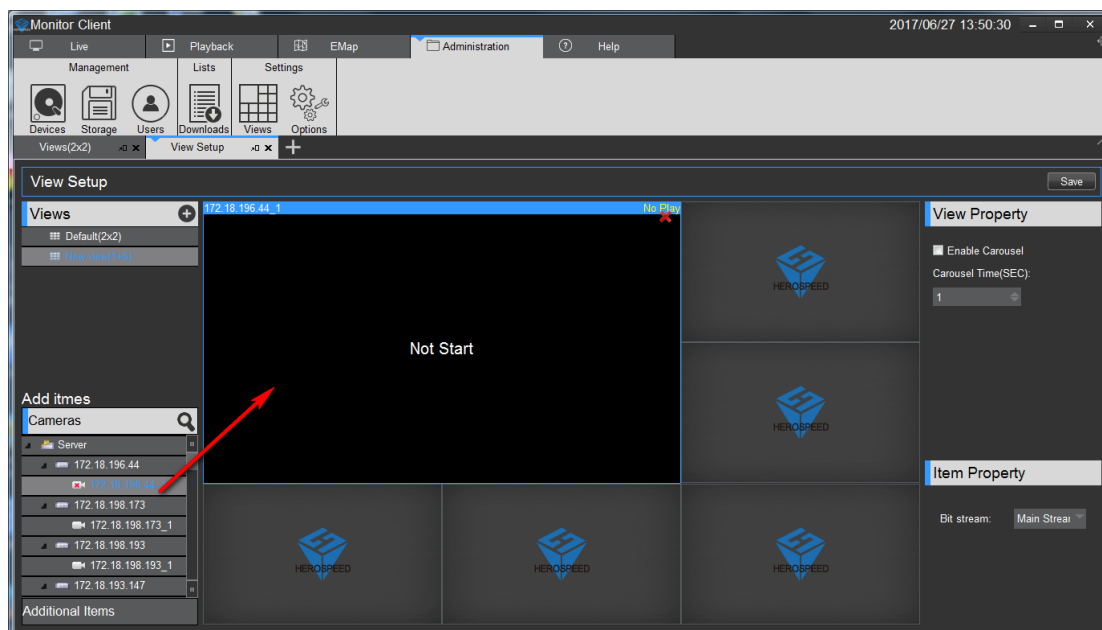 Monitor Client
2017/06/27 13:50:30
Live Playback EMap Administration Help
Management Lists Settings
Devices Storage Users Downloads Views Options
Views(2x2) View Setup
View Setup Save
Views
Default(2x2)
172.18.196.44_1 No Play
Not Start
HEROSPEED
HEROSPEED
HEROSPEED
HEROSPEED
HEROSPEED
View Property
Enable Carousel
Carousel Time(SEC):
1
Add itmes
Cameras
Server
172.18.196.44
172.18.198.173
172.18.198.173_1
172.18.198.193
172.18.198.193_1
172.18.193.147
Additional Items
Item Property
Bit stream: Main Strear